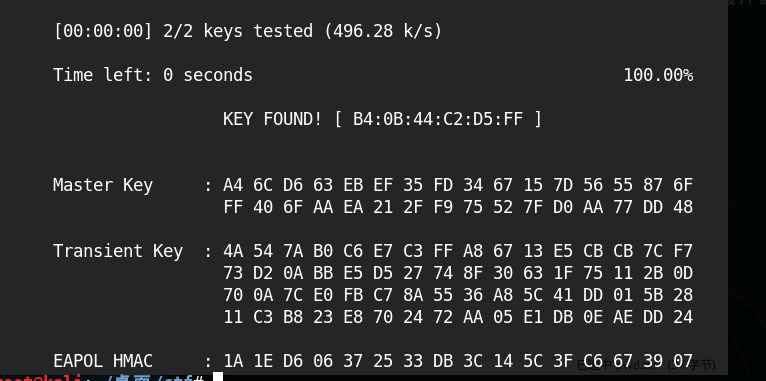 [00:00:00] 2/2 keys tested (496.28 k/s)
Time left: 0 seconds 100.00%
KEY FOUND! [ B4:0B:44:C2:D5:FF ]
Master Key : A4 6C D6 63 EB EF 35 FD 34 67 15 7D 56 55 87 6F
FF 40 6F AA EA 21 2F F9 75 52 7F D0 AA 77 DD 48
Transient Key : 4A 54 7A B0 C6 E7 C3 FF A8 67 13 E5 CB CB 7C F7
73 D2 0A BB E5 D5 27 74 8F 30 63 1F 75 11 2B 0D
70 0A 7C E0 FB C7 8A 55 36 A8 5C 41 DD 01 5B 28
11 C3 B8 23 E8 70 24 72 AA 05 E1 DB 0E AE DD 24
EAPOL HMAC : 1A 1E D6 06 37 25 33 DB 3C 14 5C 3F C6 67 39 07
root@kali:~/桌面/ctf#